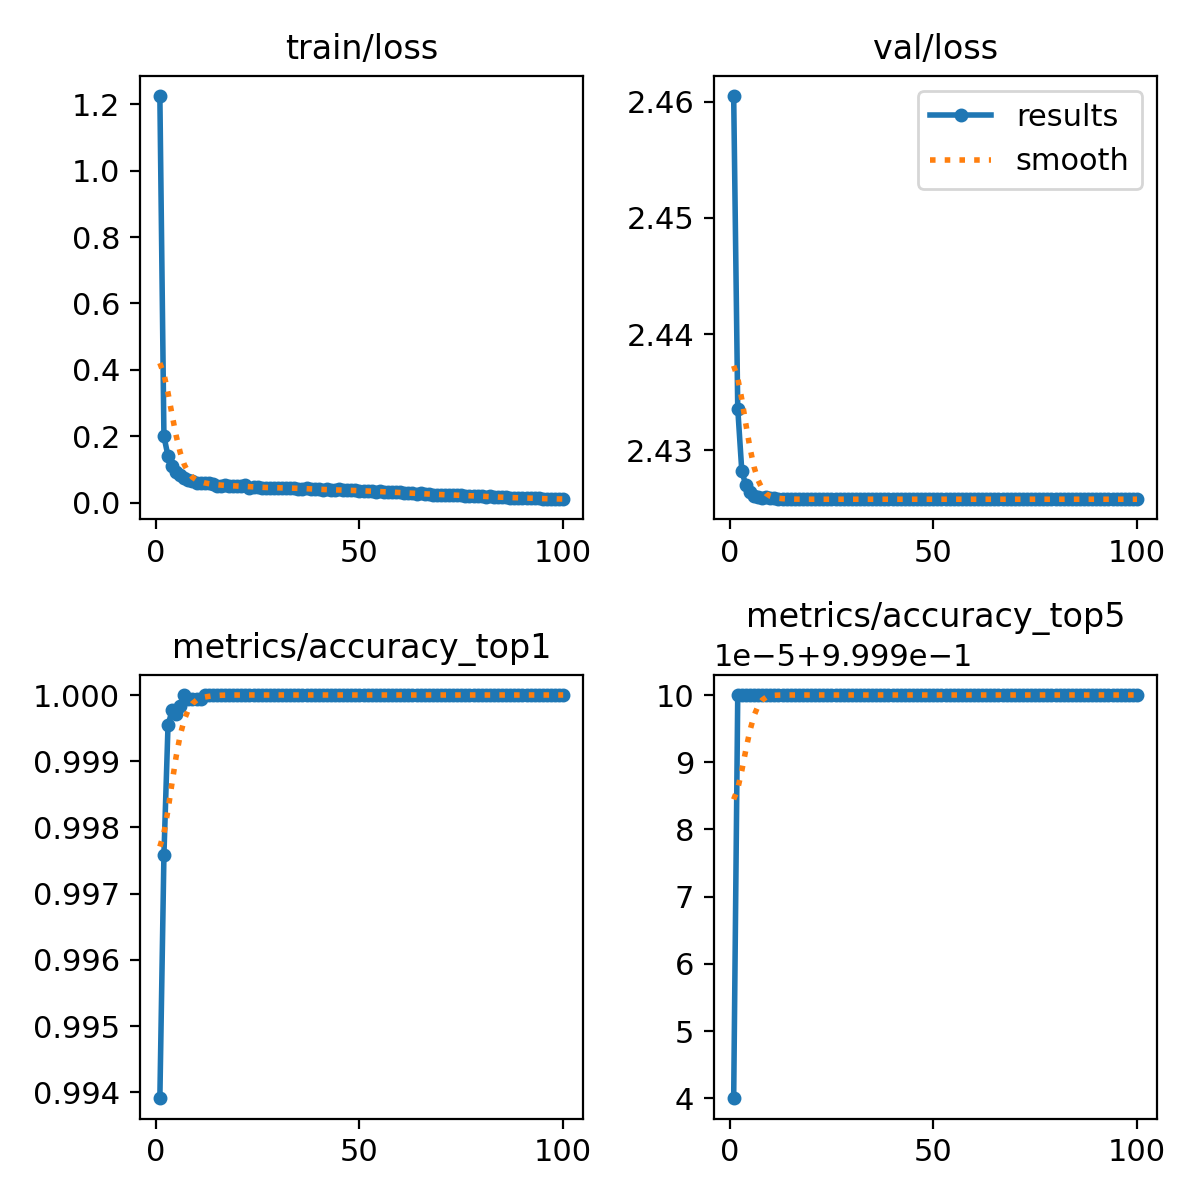 train/loss
1.2
1.0
0.8
0.6
0.4
0.2
0.0
0 50 100
val/loss
results
smooth
2.46
2.45
2.44
2.43
0 50 100
metrics/accuracy_top1
1.000
0.999
0.998
0.997
0.996
0.995
0.994
0 50 100
metrics/accuracy_top5
1e−5+9.999e−1
10
9
8
7
6
5
4
0 50 100